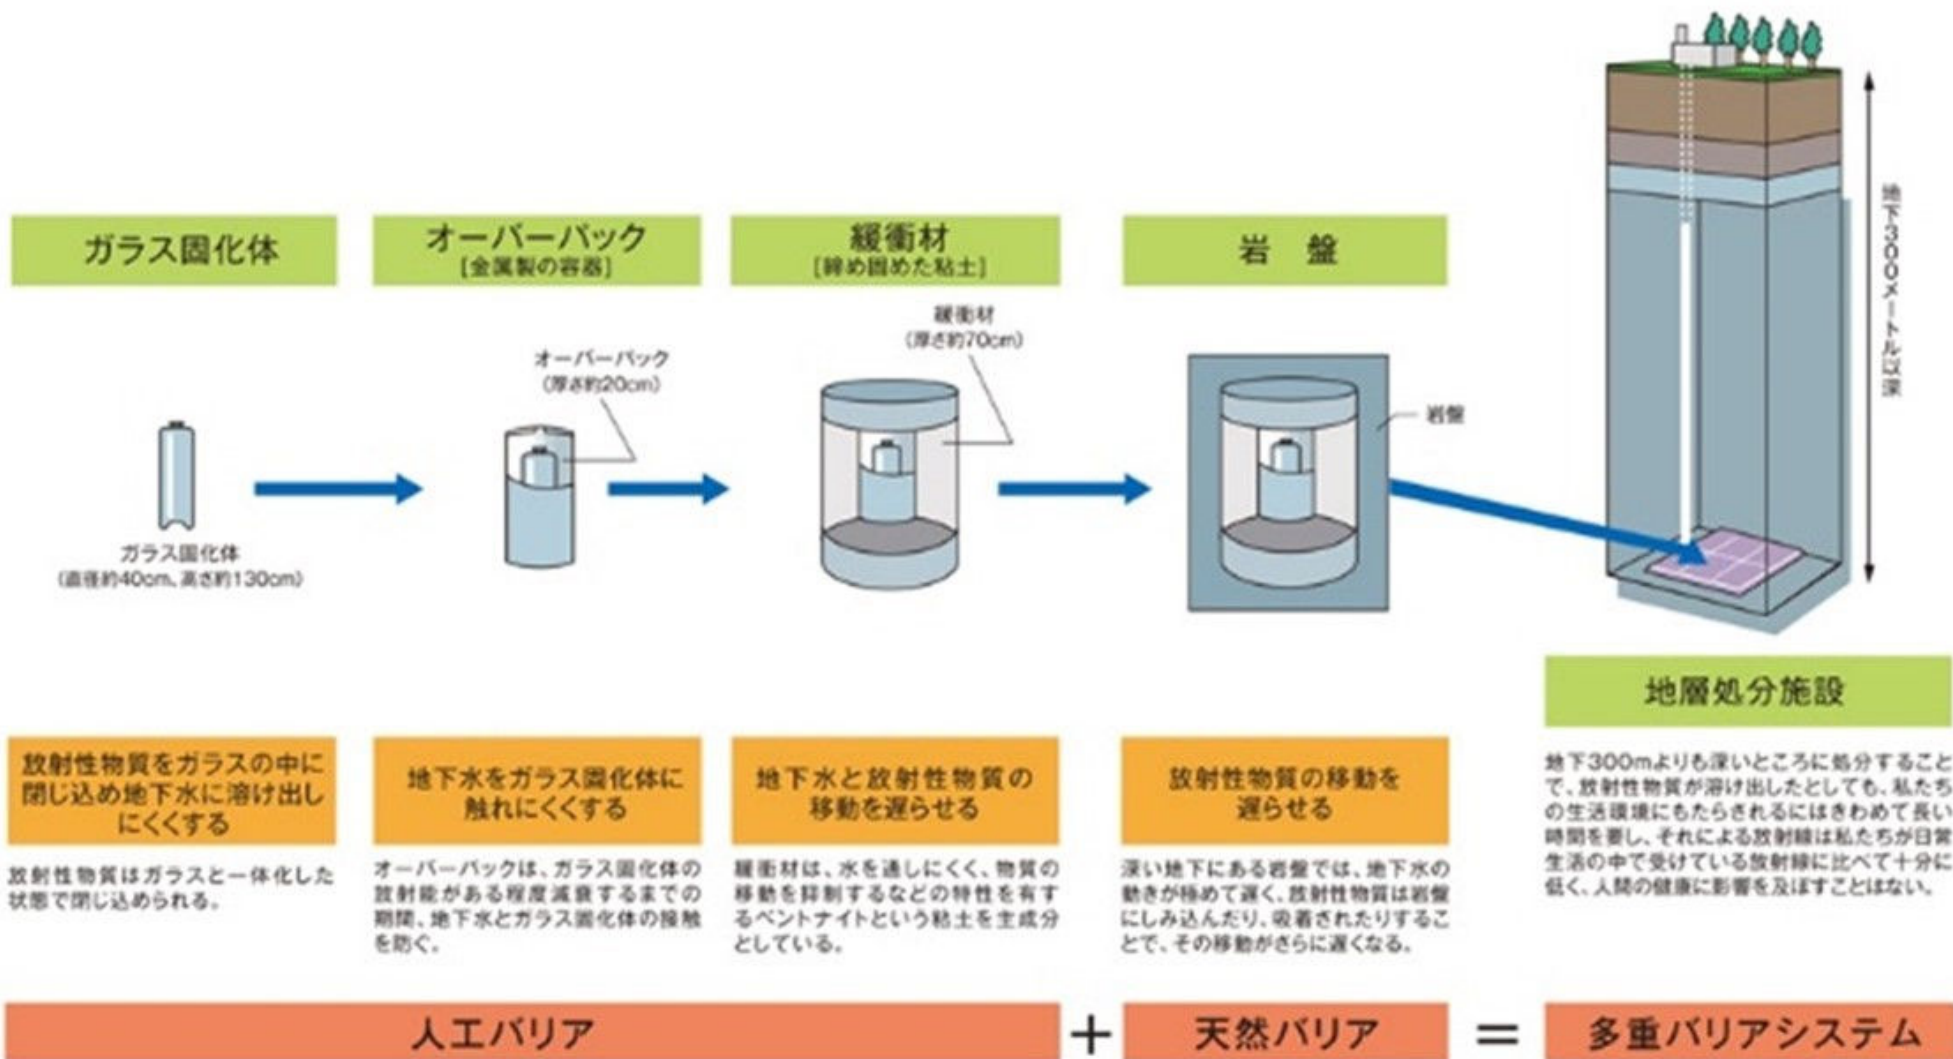 ガラス固化体
オーバーパック
[金属製の容器]
緩衝材
[締め固めた粘土]
岩 盤
ガラス固化体
(直径約40cm、高さ約130cm)
オーバーパック
(厚さ約20cm)
緩衝材
(厚さ約70cm)
岩盤
地下300メートル以深
放射性物質をガラスの中に
閉じ込め地下水に溶け出し
にくくする
放射性物質はガラスと一体化した
状態で閉じ込められる。
地下水をガラス固化体に
触れにくくする
オーバーパックは、ガラス固化体の
放射能がある程度減衰するまでの
期間、地下水とガラス固化体の接触
を防ぐ。
地下水と放射性物質の
移動を遅らせる
緩衝材は、水を通しにくく、物質の
移動を抑制するなどの特性を有す
るベントナイトという粘土を主成分
としている。
放射性物質の移動を
遅らせる
深い地下にある岩盤では、地下水の
動きが極めて遅く、放射性物質は岩盤
にしみ込んだり、吸着されたりするこ
とで、その移動がさらに遅くなる。
地層処分施設
地下300mよりも深いところに処分すること
で、放射性物質が溶け出したとしても、私たち
の生活環境にもたらされるにはきわめて長い
時間を要し、それによる放射線は私たちが日常
生活の中で受けている放射線に比べて十分に
低く、人間の健康に影響を及ぼすことはない。
人工バリア + 天然バリア = 多重バリアシステム